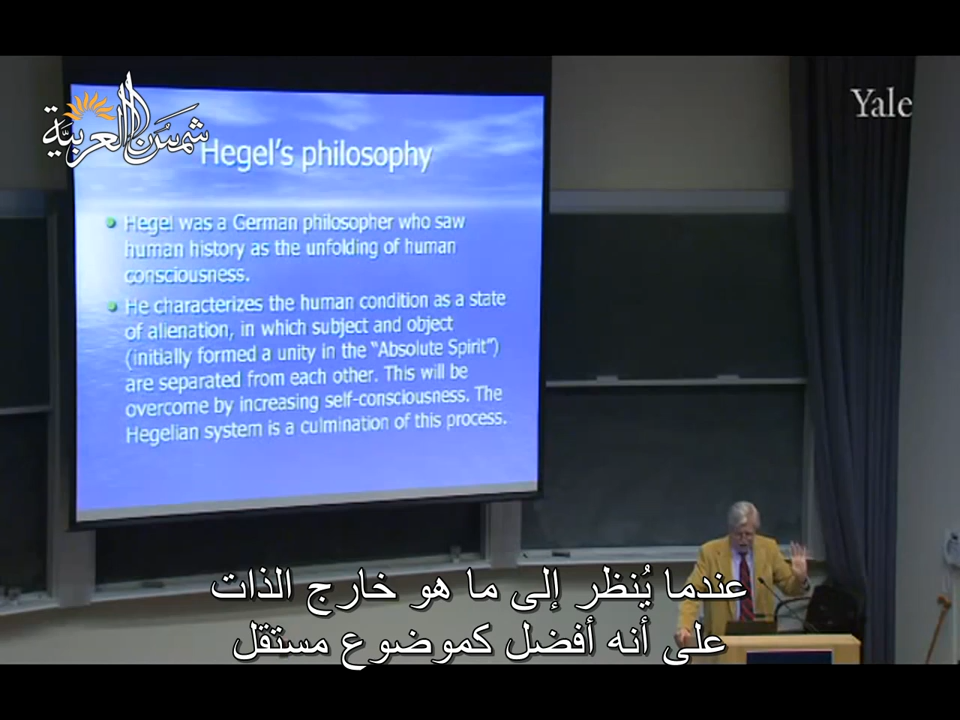 شمس العربية
Yale
Hegel's philosophy
Hegel was a German philosopher who saw
human history as the unfolding of human
consciousness.
He characterizes the human condition as a state
of alienation, in which subject and object
(initially formed a unity in the "Absolute Spirit")
are separated from each other. This will be
overcome by increasing self-consciousness. The
Hegelian system is a culmination of this process.
عندما يُنظر إلى ما هو خارج الذات
على أنه أفضل كموضوع مستقل